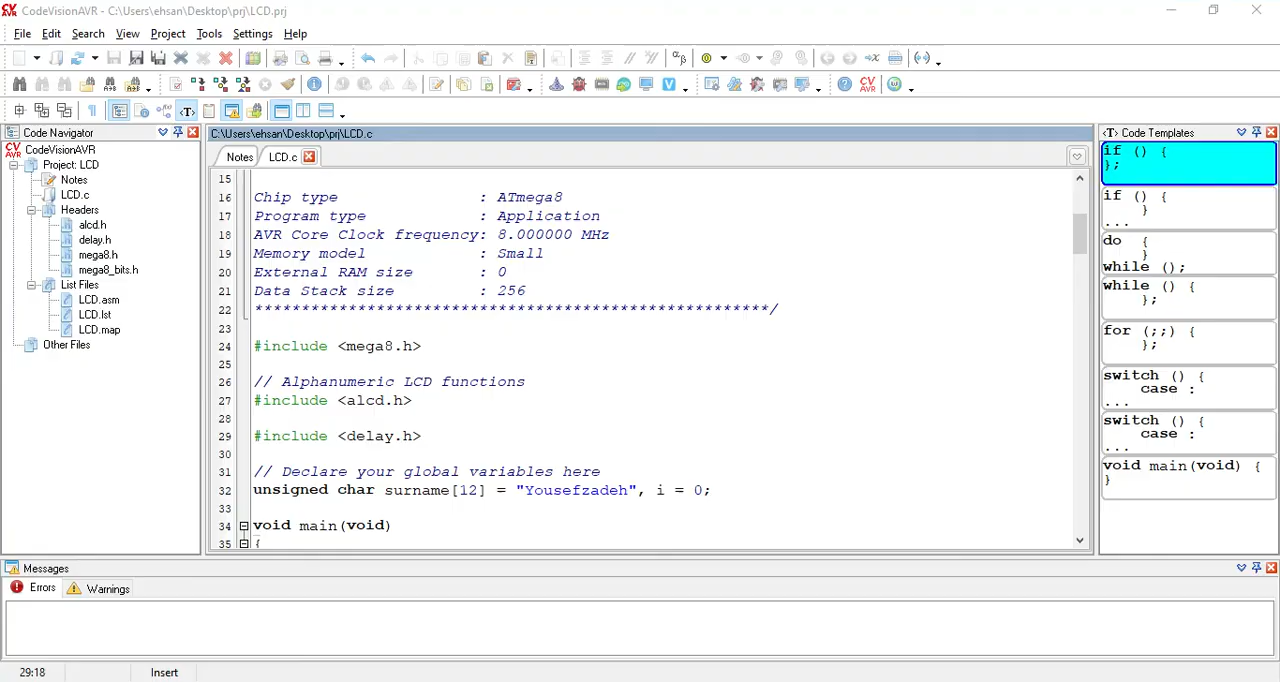 CodeVisionAVR - C:\Users\ehsan\Desktop\prj\LCD.prj
File Edit Search View Project Tools Settings Help
Code Navigator
CodeVisionAVR
Project: LCD
Notes
LCD.c
Headers
alcd.h
delay.h
mega8.h
mega8_bits.h
List Files
LCD.asm
LCD.lst
LCD.map
Other Files
C:\Users\ehsan\Desktop\prj\LCD.c
Notes LCD.c
15
16 Chip type : ATmega8
17 Program type : Application
18 AVR Core Clock frequency: 8.000000 MHz
19 Memory model : Small
20 External RAM size : 0
21 Data Stack size : 256
22 *******************************************************/
23
24 #include <mega8.h>
25
26 // Alphanumeric LCD functions
27 #include <alcd.h>
28
29 #include <delay.h>
30
31 // Declare your global variables here
32 unsigned char surname[12] = "Yousefzadeh", i = 0;
33
34 void main(void)
35 {
<T> Code Templates
if () {
};
if () {
}
...
do {
}
while ();
while () {
};
for (;;) {
};
switch () {
case :
...
switch () {
case :
...
void main(void) {
}
Messages
Errors Warnings
29:18 Insert